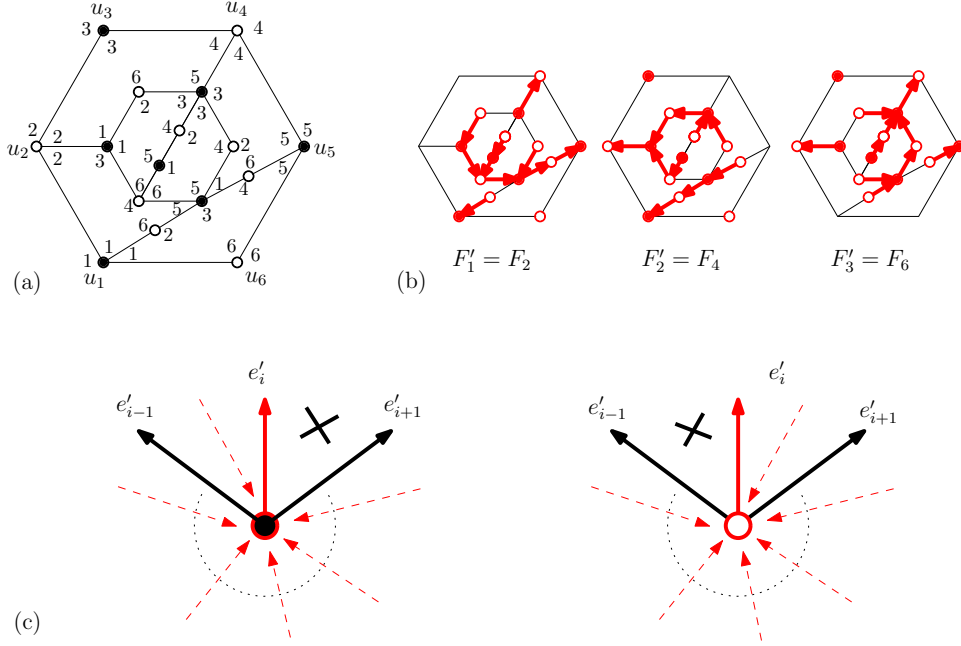 u₃ u₄
3 3 4 4 4
6 2 5 3 3 3
4 2
2 2 2 u₂ 1 1 3
5 1 4 2 5 5 5 u₅
6 4
6 6 4 5 3 1
6 2
1 1 1 u₁ 6 6 u₆
(a)
(b)
F′₁ = F₂ F′₂ = F₄ F′₃ = F₆
e′ᵢ₋₁ e′ᵢ e′ᵢ₊₁
e′ᵢ₋₁ e′ᵢ e′ᵢ₊₁
(c)